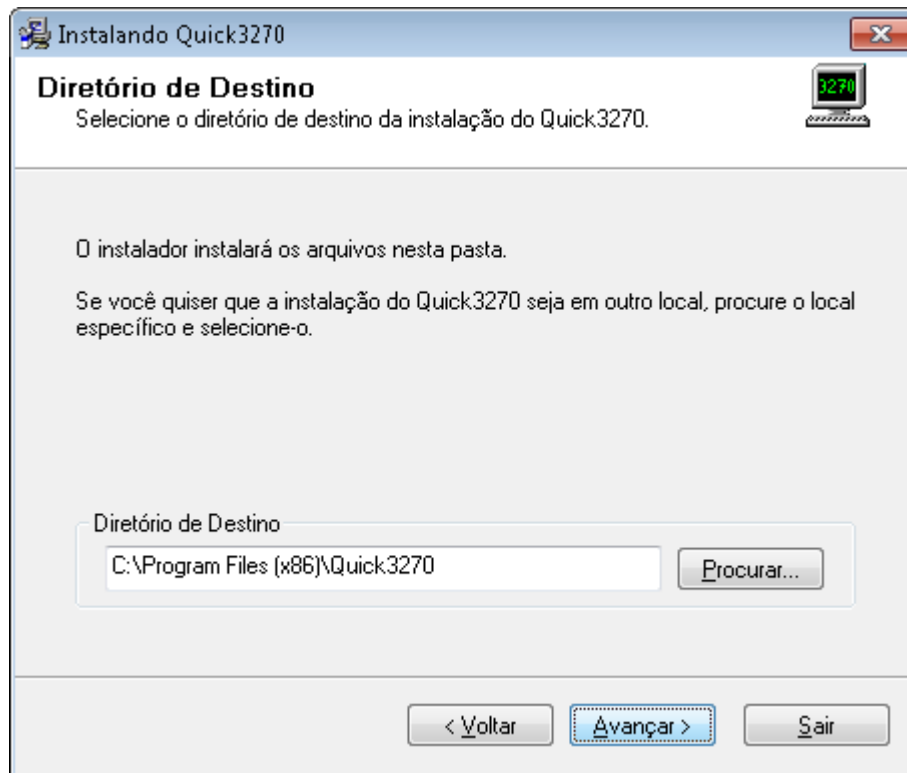 Instalando Quick3270
Diretório de Destino
3270
Selecione o diretório de destino da instalação do Quick3270.
O instalador instalará os arquivos nesta pasta.
Se você quiser que a instalação do Quick3270 seja em outro local, procure o local
específico e selecione-o.
Diretório de Destino
C:\Program Files (x86)\Quick3270
Procurar...
< Voltar
Avançar >
Sair